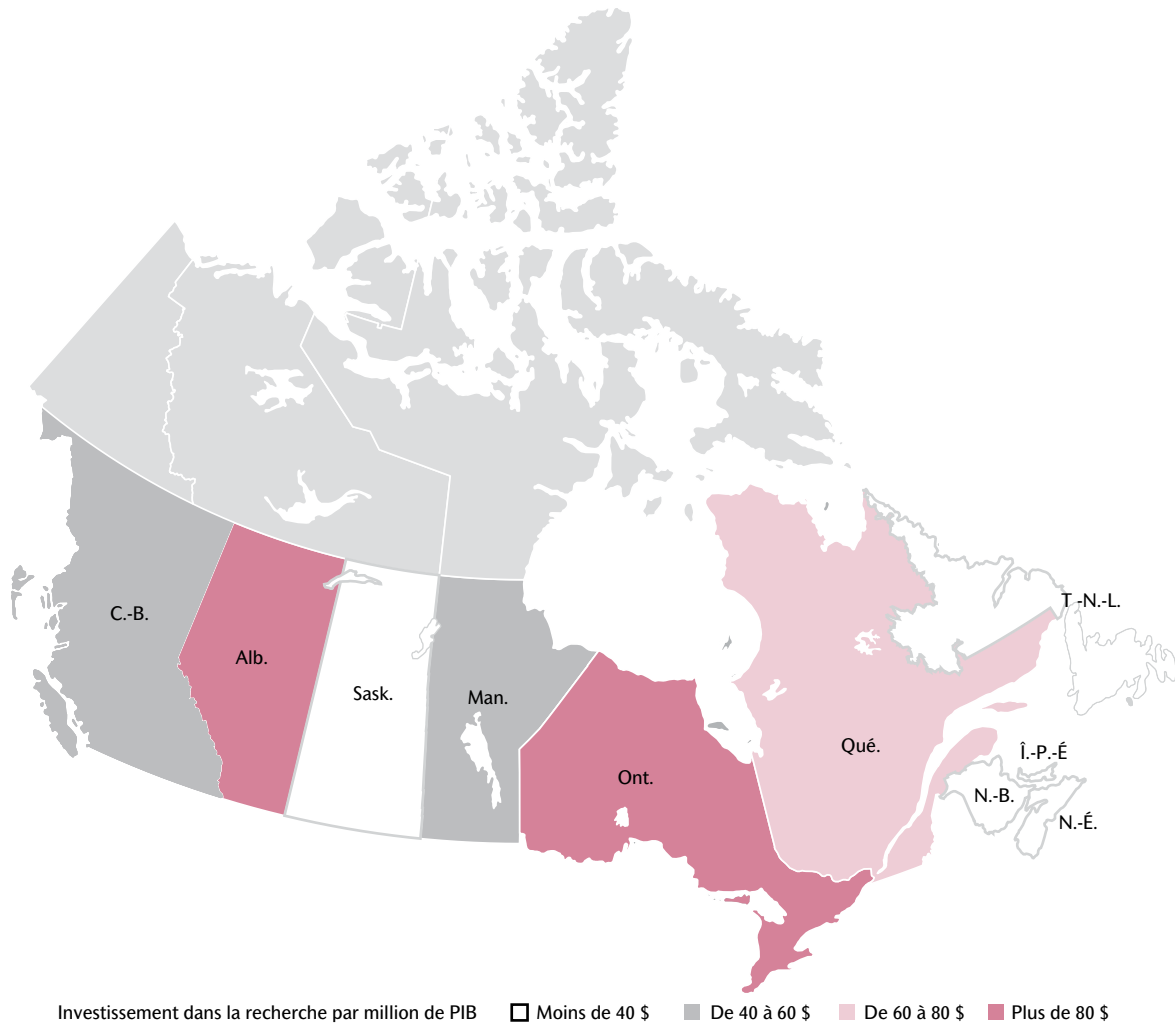 T -N.-L.
C.-B.
Alb.
Sask.
Man.
Qué.
Î.-P.-É
Ont.
N.-B.
N.-É.
Investissement dans la recherche par million de PIB Moins de 40 $ De 40 à 60 $ De 60 à 80 $ Plus de 80 $